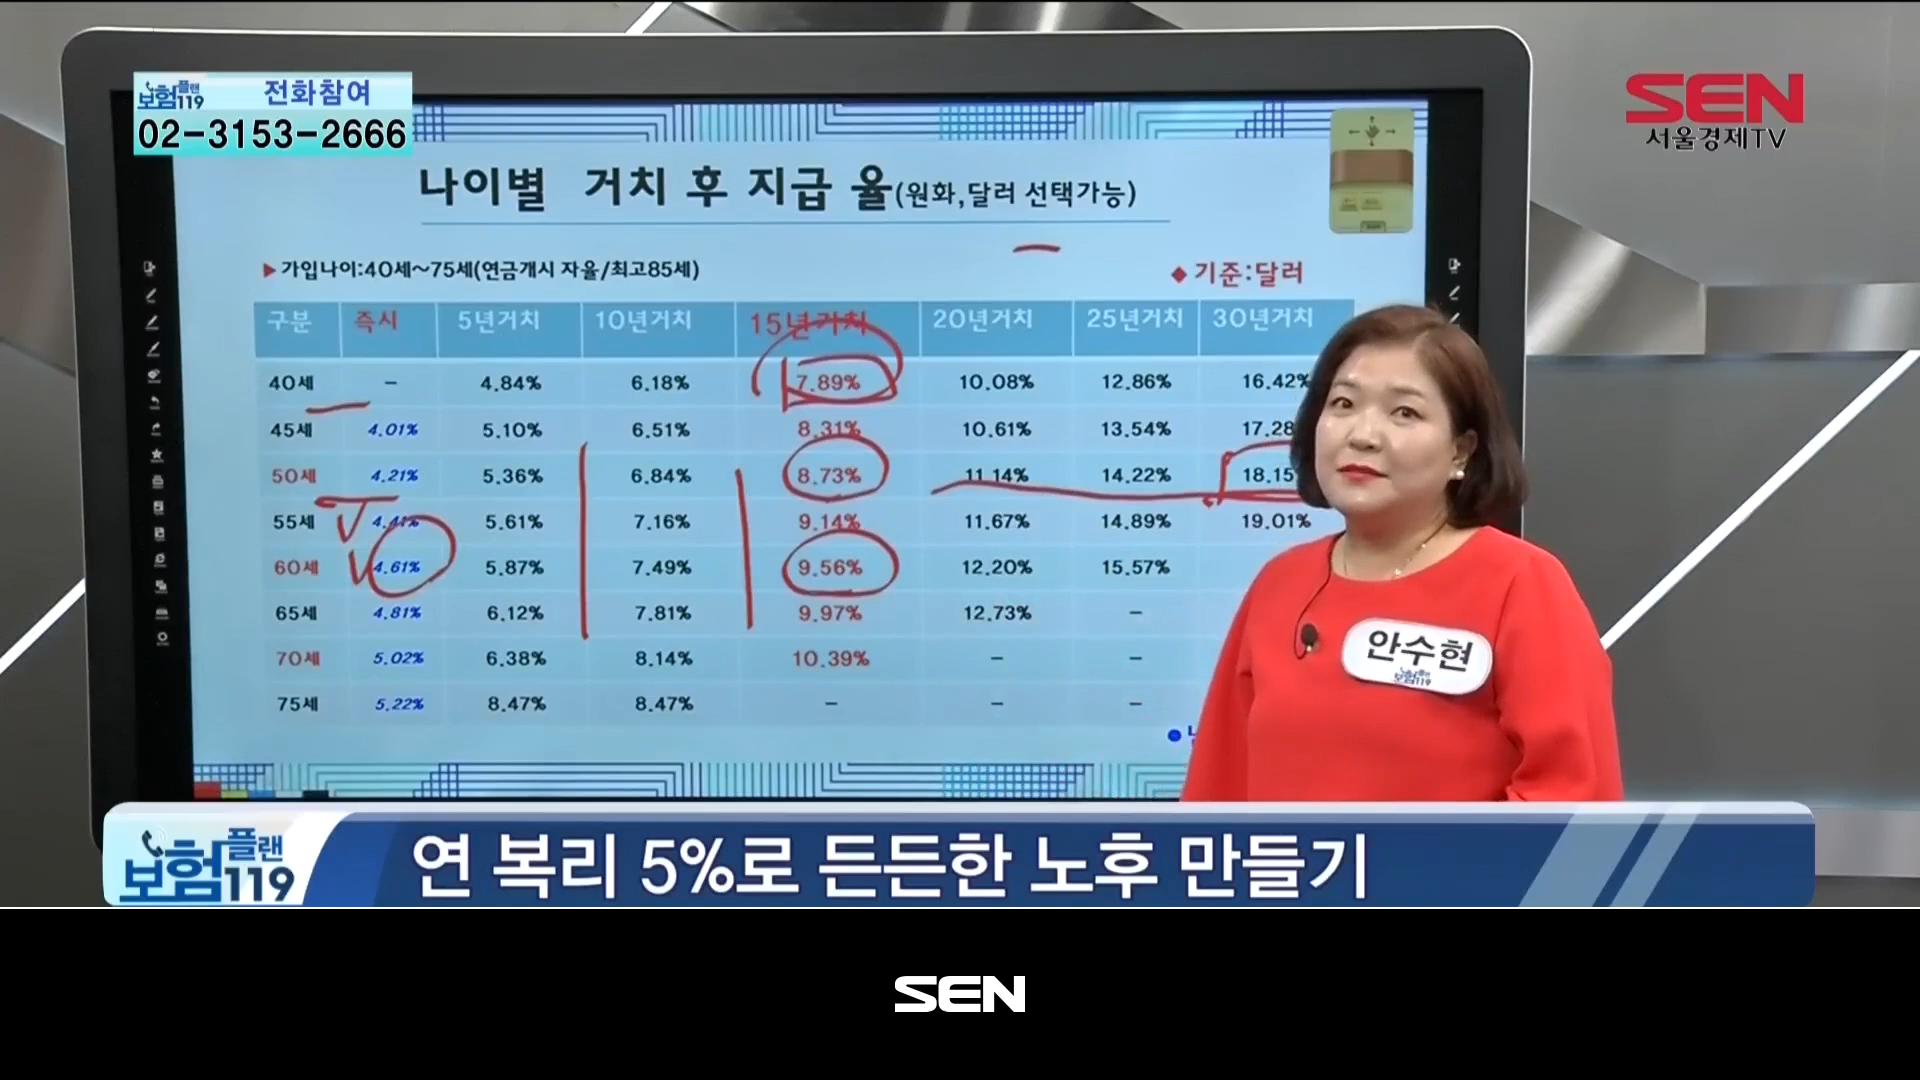 보험플랜119 전화참여
02-3153-2666
SEN
서울경제TV
나이별 거치 후 지급 율(원화,달러 선택가능)
▶가입나이:40세~75세(연금개시 자율/최고85세)
◆기준:달러
구분 즉시 5년거치 10년거치 15년거치 20년거치 25년거치 30년거치
40세 - 4.84% 6.18% 7.89% 10.08% 12.86% 16.42%
45세 4.01% 5.10% 6.51% 8.31% 10.61% 13.54% 17.28
50세 4.21% 5.36% 6.84% 8.73% 11.14% 14.22% 18.15
55세 4.41% 5.61% 7.16% 9.14% 11.67% 14.89% 19.01%
60세 4.61% 5.87% 7.49% 9.56% 12.20% 15.57%
65세 4.81% 6.12% 7.81% 9.97% 12.73% -
70세 5.02% 6.38% 8.14% 10.39% - -
75세 5.22% 8.47% 8.47% - - -
안수현
보험119
보험플랜119
연 복리 5%로 든든한 노후 만들기
SEN